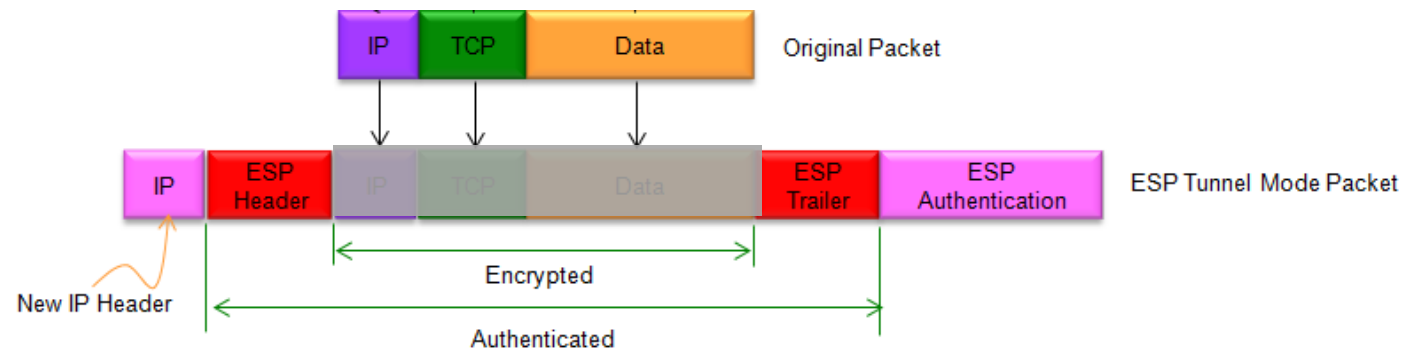 IP TCP Data Original Packet
IP ESP Header IP TCP Data ESP Trailer ESP Authentication ESP Tunnel Mode Packet
Encrypted
New IP Header
Authenticated